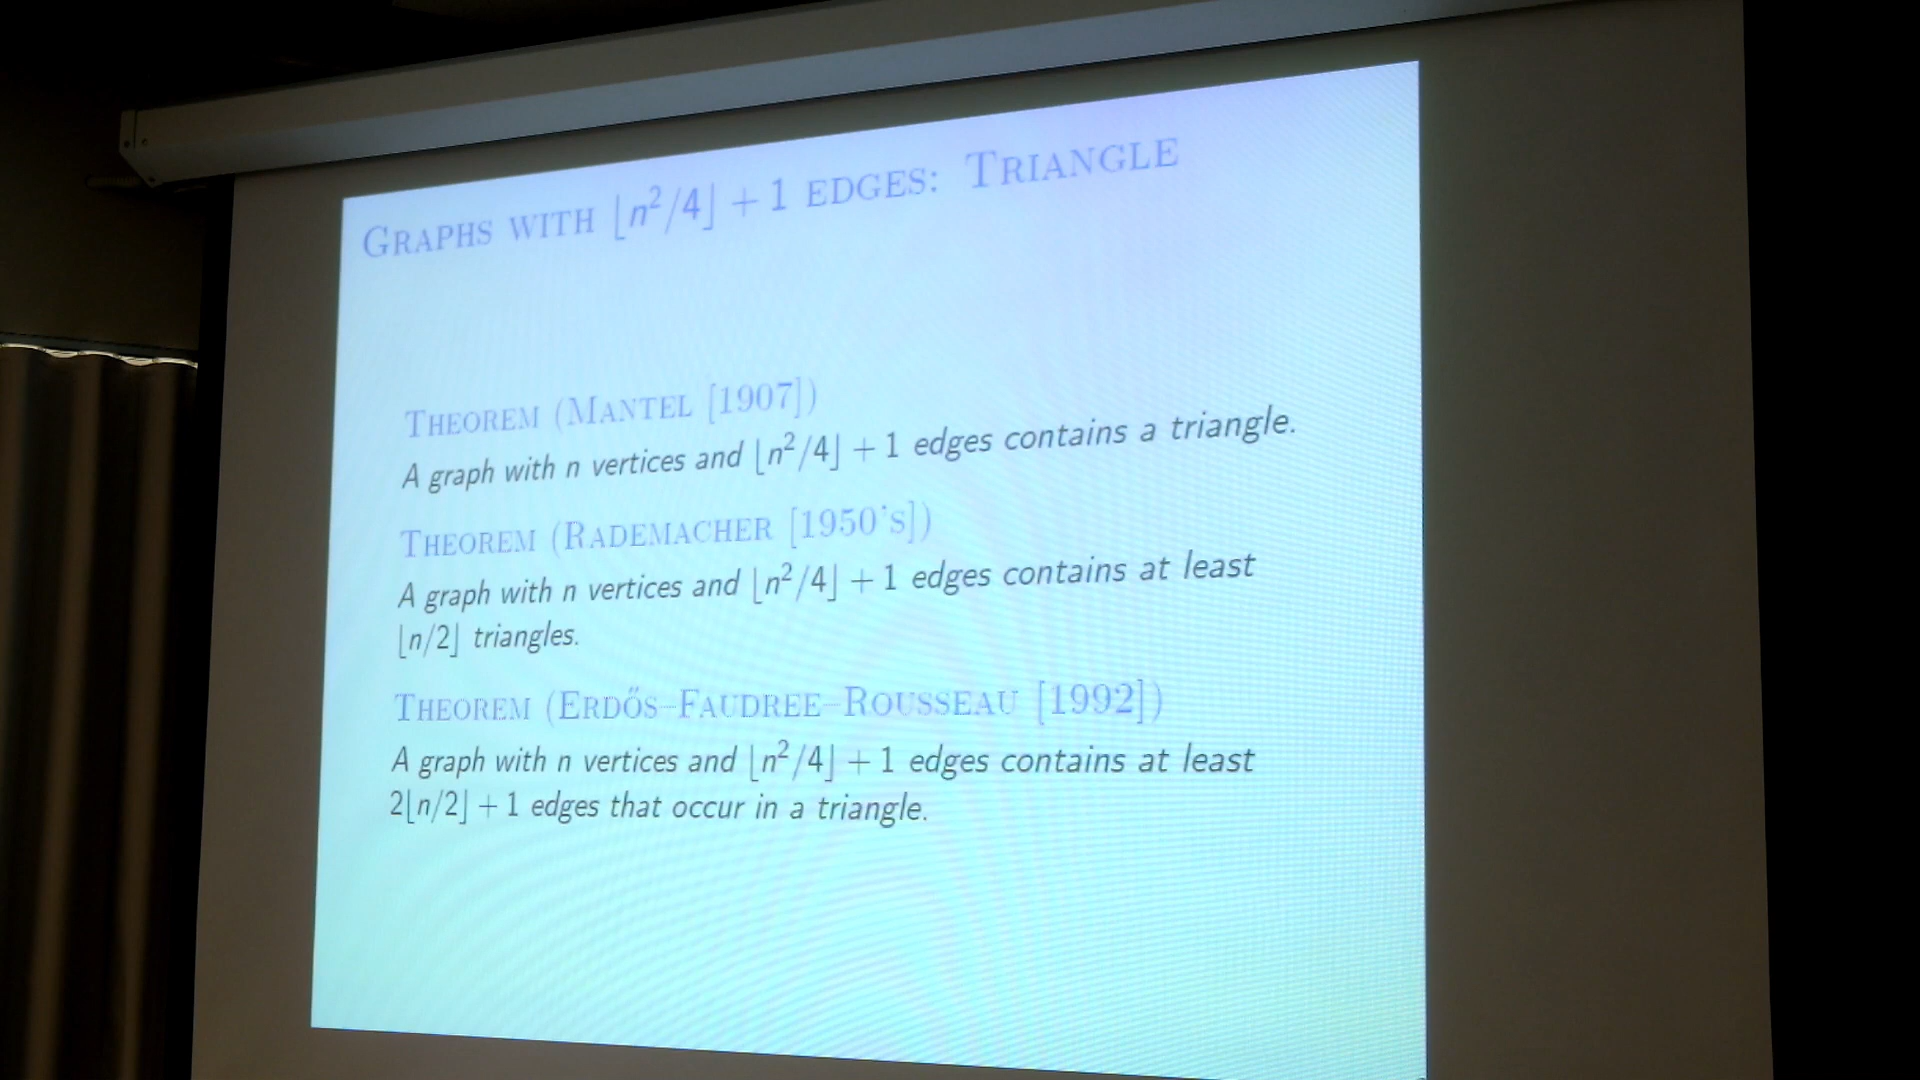 GRAPHS WITH ⌊n²/4⌋ + 1 EDGES: TRIANGLE
THEOREM (MANTEL [1907])
A graph with n vertices and ⌊n²/4⌋ + 1 edges contains a triangle.
THEOREM (RADEMACHER [1950's])
A graph with n vertices and ⌊n²/4⌋ + 1 edges contains at least
⌊n/2⌋ triangles.
THEOREM (ERDŐS–FAUDREE–ROUSSEAU [1992])
A graph with n vertices and ⌊n²/4⌋ + 1 edges contains at least
2⌊n/2⌋ + 1 edges that occur in a triangle.